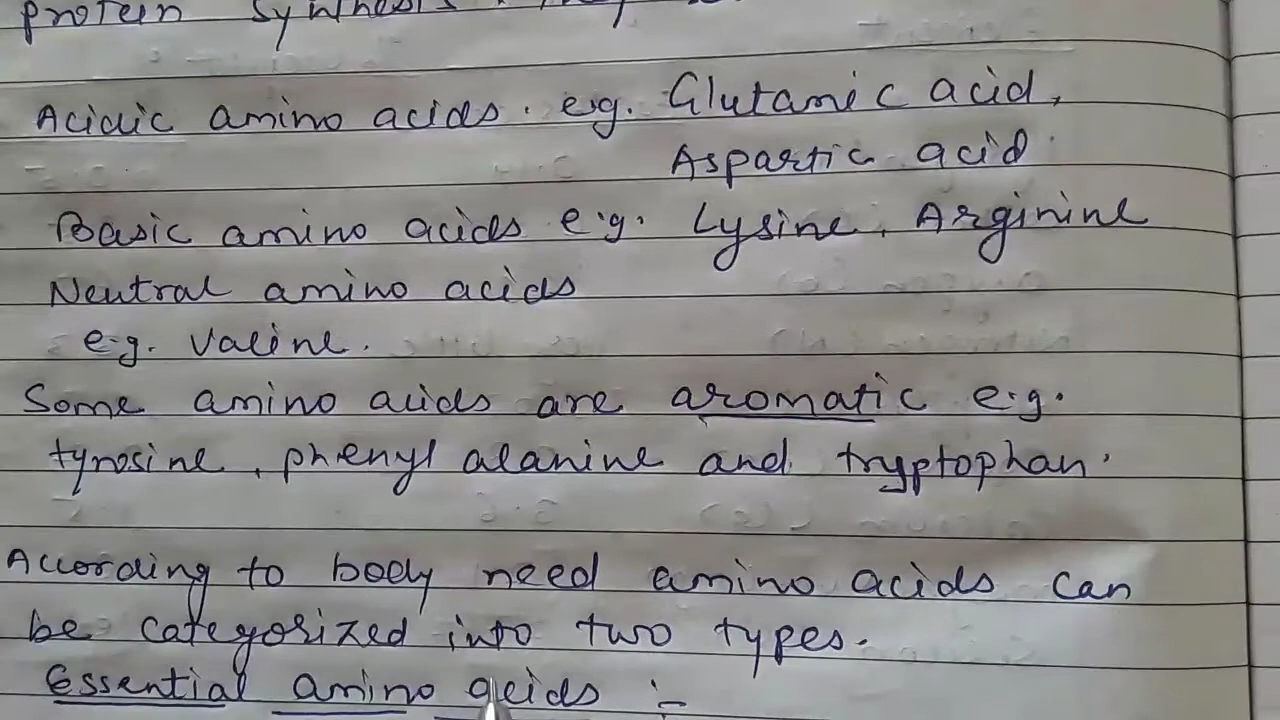 protein synthesis.
Acidic amino acids. e.g. Glutamic acid,
Aspartic acid.
Basic amino acids e.g. Lysine, Arginine
Neutral amino acids
e.g. Valine.
Some amino acids are aromatic e.g.
tyrosine, phenyl alanine and tryptophan.
According to body need amino acids can
be categorized into two types.
Essential amino acids :-